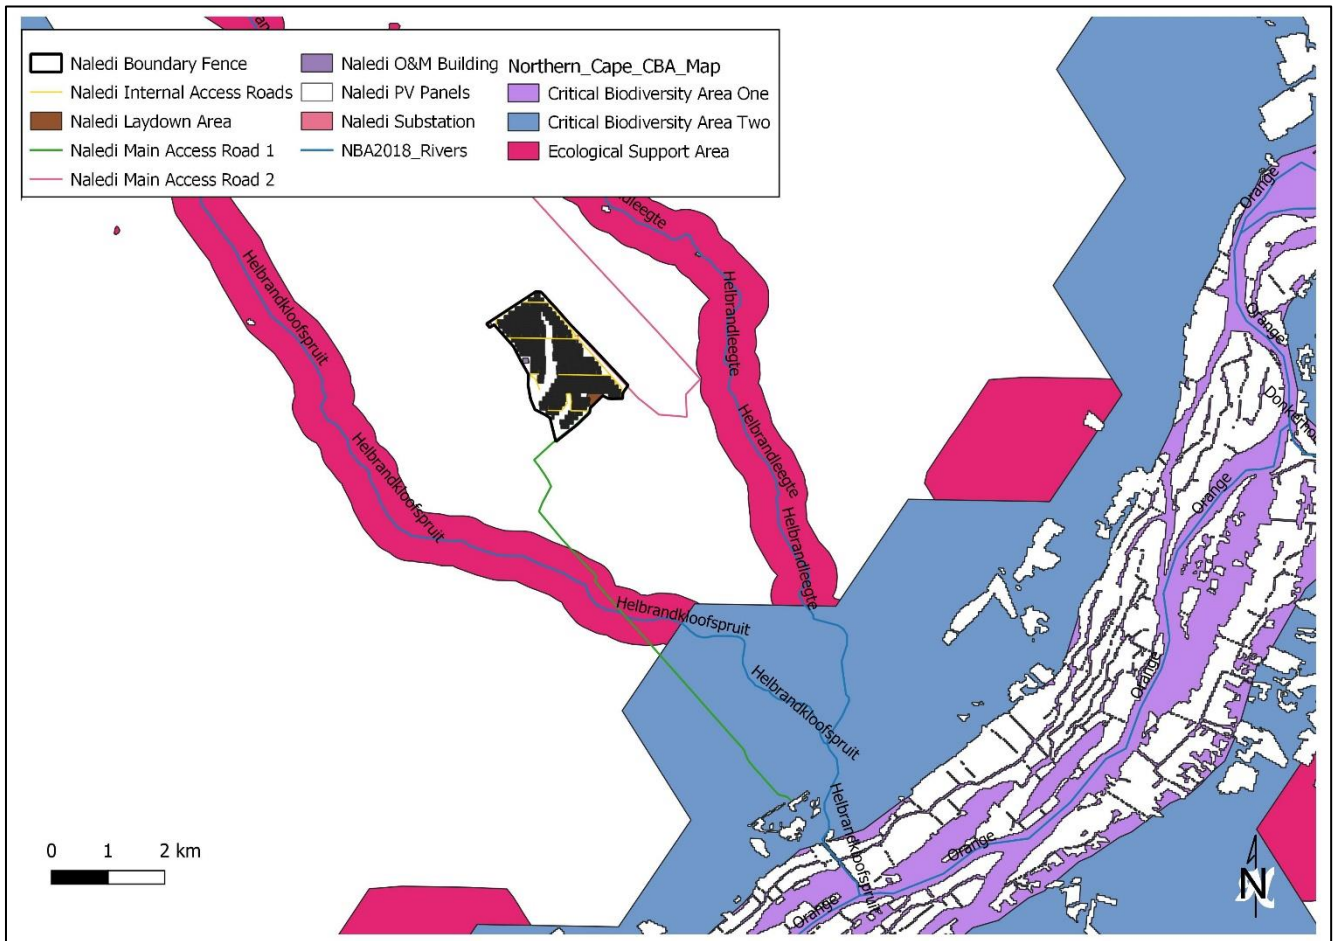 Naledi Boundary Fence
Naledi Internal Access Roads
Naledi Laydown Area
Naledi Main Access Road 1
Naledi Main Access Road 2
Naledi O&M Building
Naledi PV Panels
Naledi Substation
NBA2018_Rivers
Northern_Cape_CBA_Map
Critical Biodiversity Area One
Critical Biodiversity Area Two
Ecological Support Area
Helbrandkloofspruit
Helbrandkloofspruit
Helbrandkloofspruit
Helbrandkloofspruit
Helbrandkloofspruit
Helbrandleegte
Helbrandleegte
Helbrandleegte
Orange
Orange
Orange
Orange
Orange
Orange
0 1 2 km
N